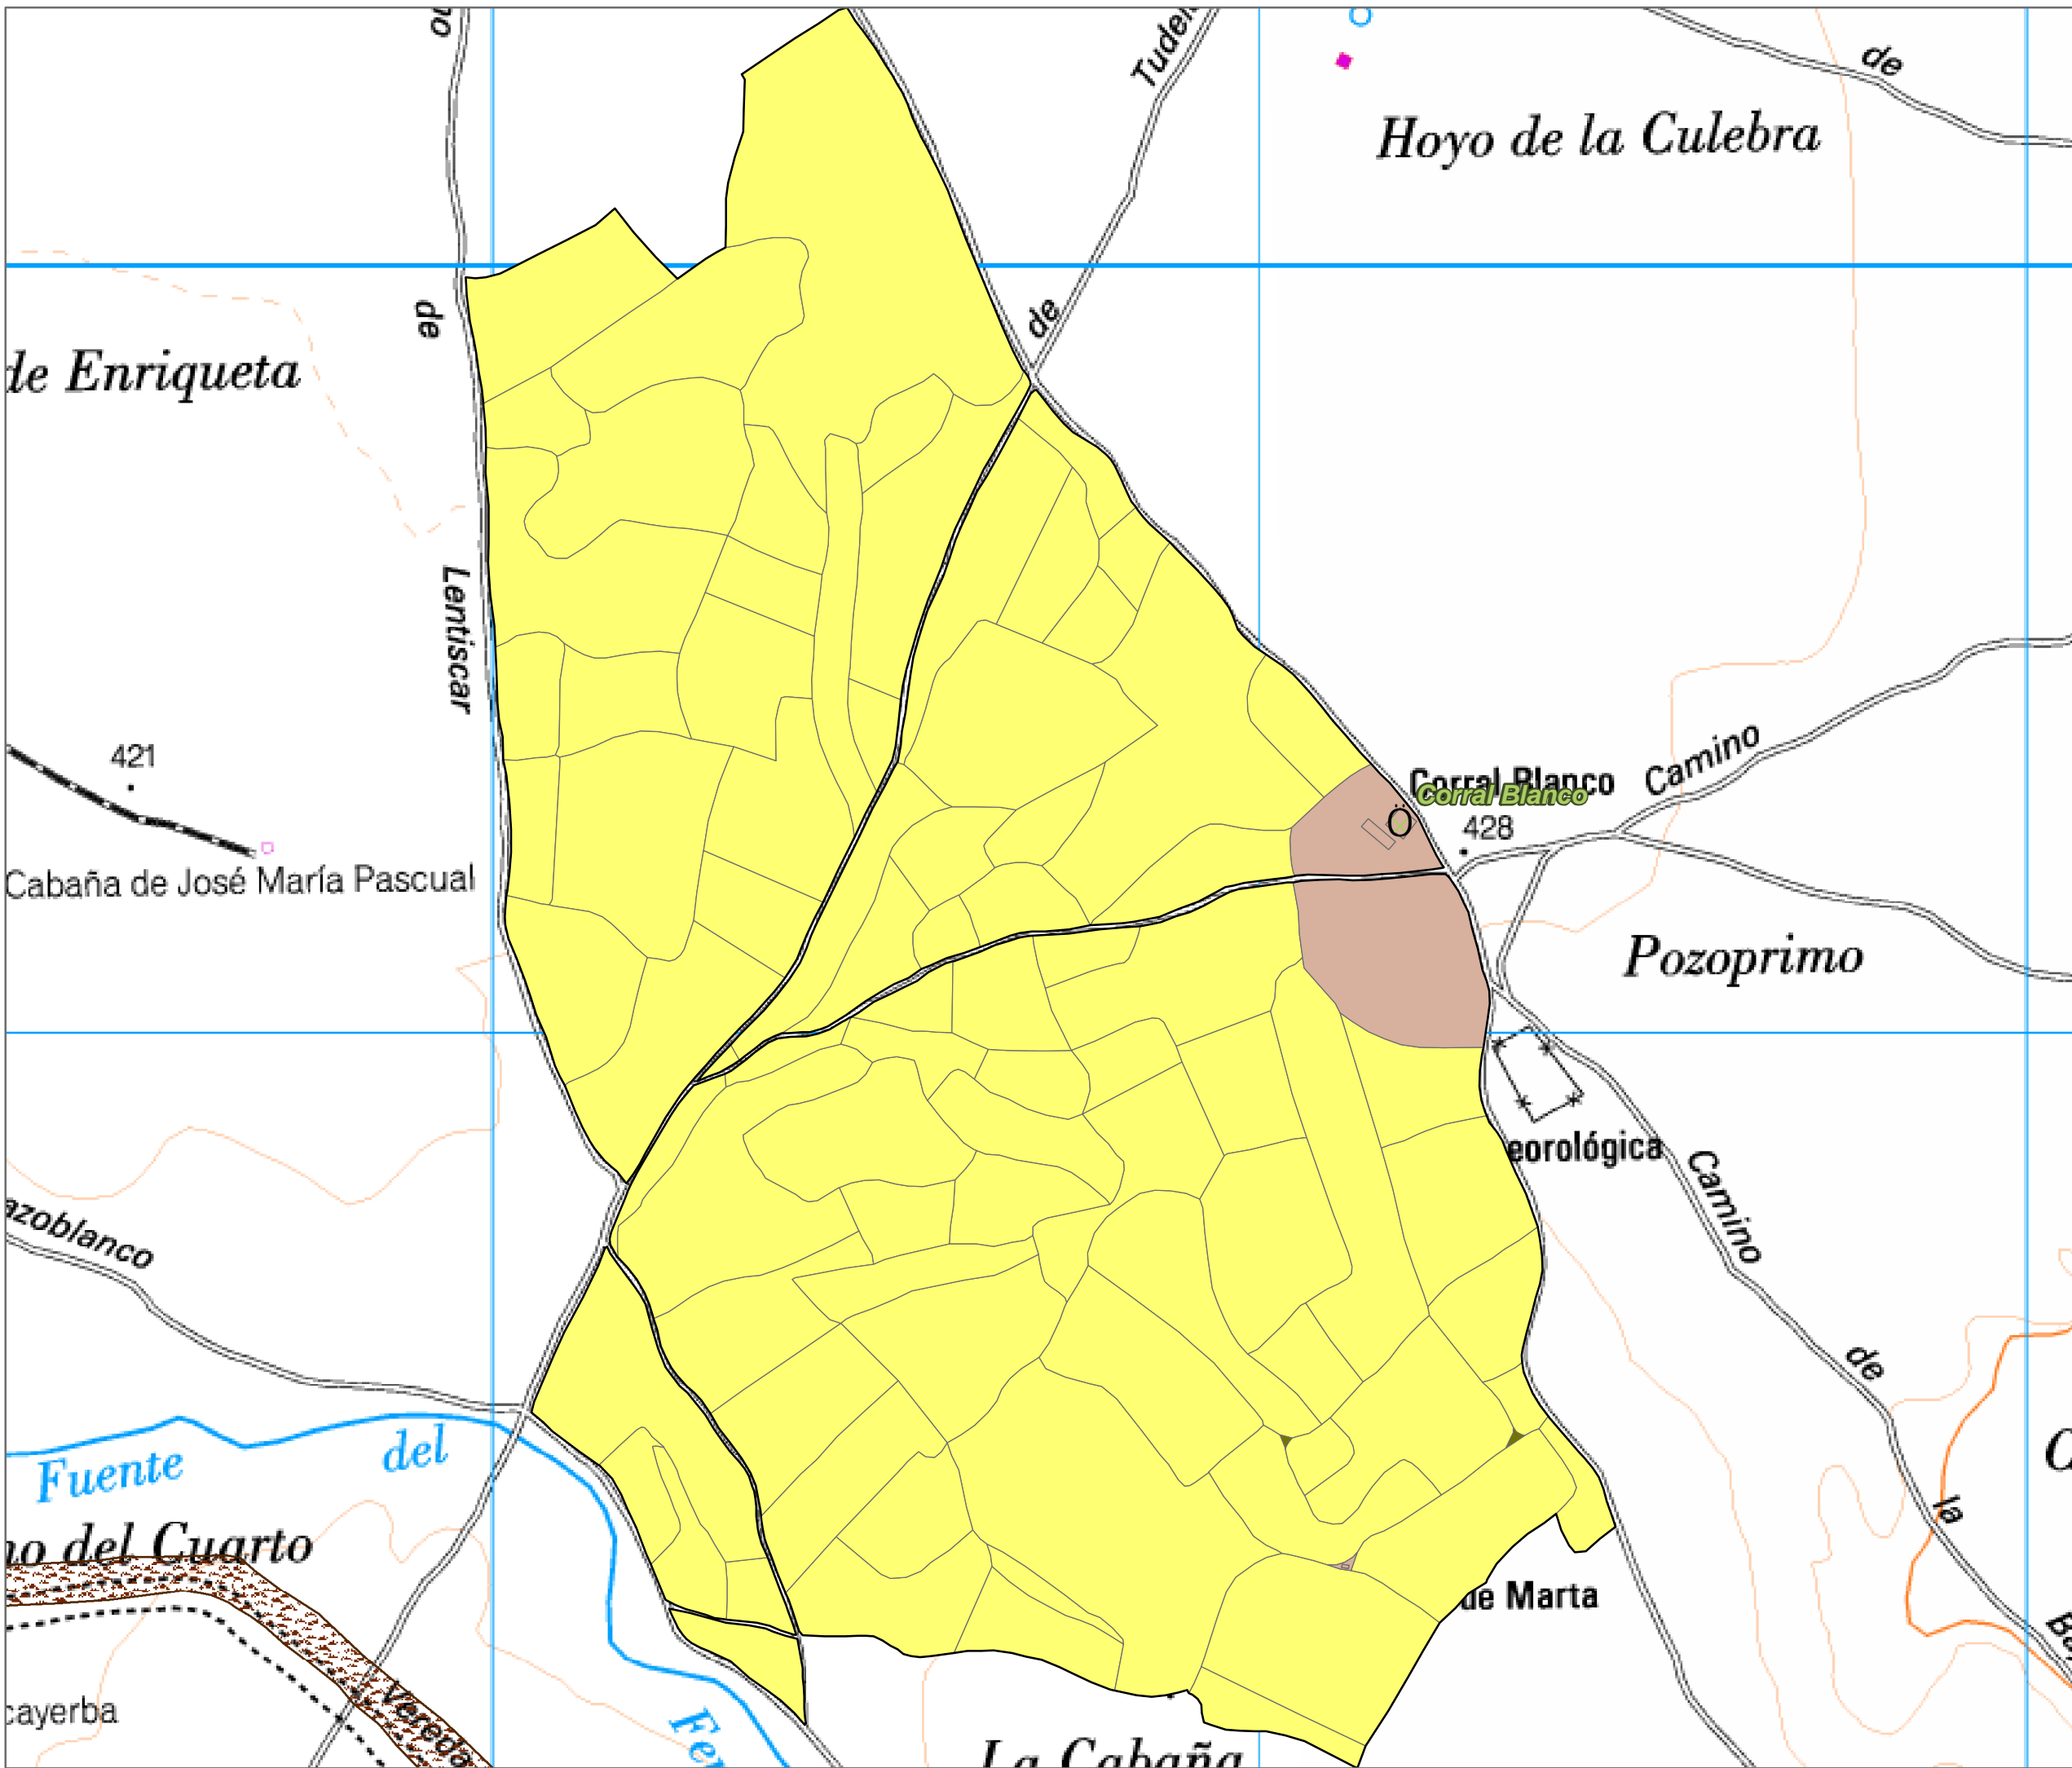 Tudela
de
Hoyo de la Culebra
de
de Enriqueta
de
Lentiscar
421
Cabaña de José María Pascual
Corral Blanco
Corral Blanco
428
Camino
Pozoprimo
eorológica
Camino
de
la
azoblanco
Fuente
del
no del Cuarto
de Marta
cayerba
Vereda
La Cabaña